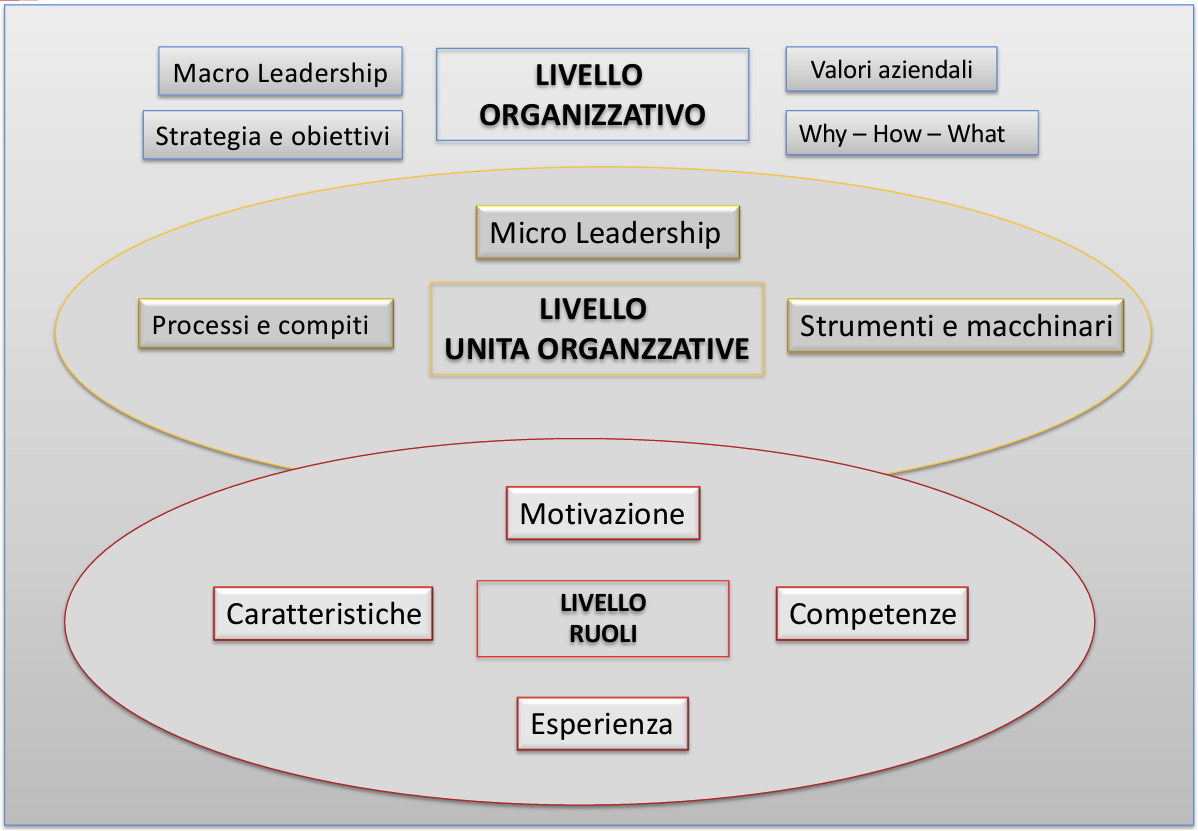 Macro Leadership
LIVELLO
ORGANIZZATIVO
Valori aziendali
Strategia e obiettivi
Why – How – What
Micro Leadership
Processi e compiti
LIVELLO
UNITA ORGANZZATIVE
Strumenti e macchinari
Motivazione
Caratteristiche
LIVELLO
RUOLI
Competenze
Esperienza